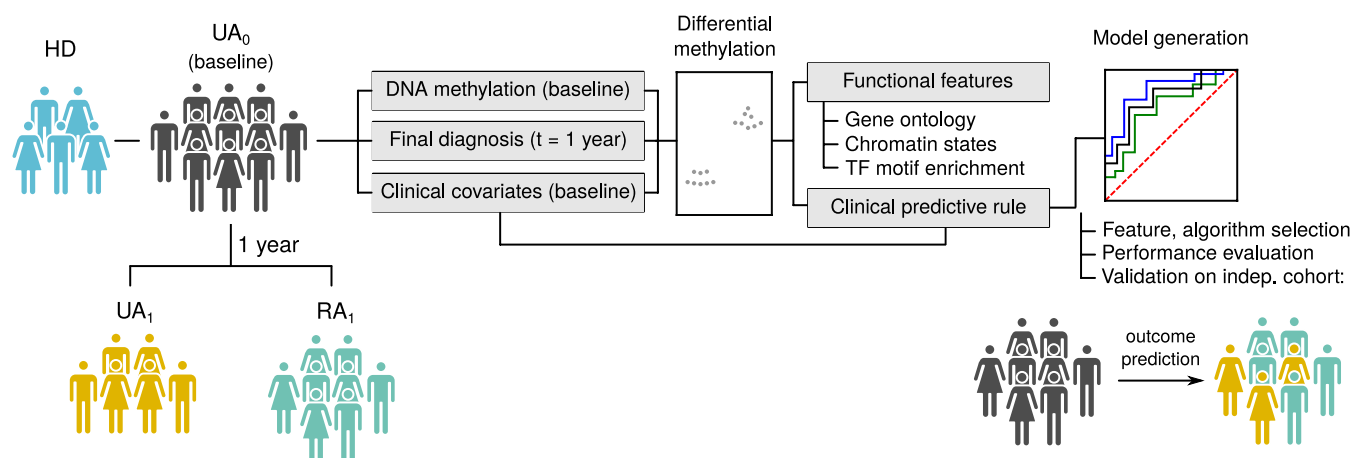 HD
UA₀
(baseline)
DNA methylation (baseline)
Final diagnosis (t = 1 year)
Clinical covariates (baseline)
Differential
methylation
Functional features
Gene ontology
Chromatin states
TF motif enrichment
Clinical predictive rule
Model generation
Feature, algorithm selection
Performance evaluation
Validation on indep. cohort:
1 year
UA₁
RA₁
outcome
prediction